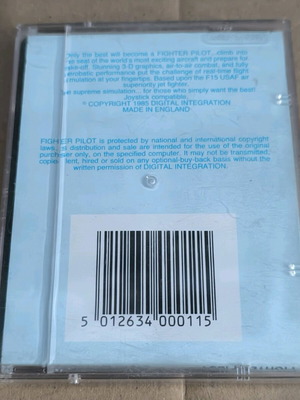 only the best will become a FIGHTER PILOT...climb into
the seat of the world's most exciting aircraft and prepare for
take-off. Stunning 3-D graphics, air-to-air combat, and fully
aerobatic performance put the challenge of real-time flight
simulation at your fingertips. Based upon the F15 USAF air
superiority jet fighter.
The supreme simulation... for those who simply want the best!
Joystick compatible.
© COPYRIGHT 1985 DIGITAL INTEGRATION
MADE IN ENGLAND
FIGHTER PILOT is protected by national and international copyright
laws. Its distribution and sale are intended for the use of the original
purchaser only, on the specified computer. It may not be transmitted,
copied, lent, hired or sold on any optional-buy-back basis without the
written permission of DIGITAL INTEGRATION.
5 012634 000115